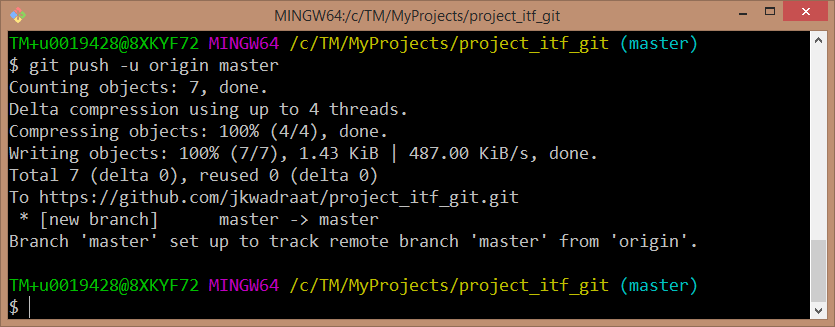 MINGW64:/c/TM/MyProjects/project_itf_git
TM+u0019428@8XKYF72 MINGW64 /c/TM/MyProjects/project_itf_git (master)
$ git push -u origin master
Counting objects: 7, done.
Delta compression using up to 4 threads.
Compressing objects: 100% (4/4), done.
Writing objects: 100% (7/7), 1.43 KiB | 487.00 KiB/s, done.
Total 7 (delta 0), reused 0 (delta 0)
To https://github.com/jkwadraat/project_itf_git.git
 * [new branch]      master -> master
Branch 'master' set up to track remote branch 'master' from 'origin'.
TM+u0019428@8XKYF72 MINGW64 /c/TM/MyProjects/project_itf_git (master)
$